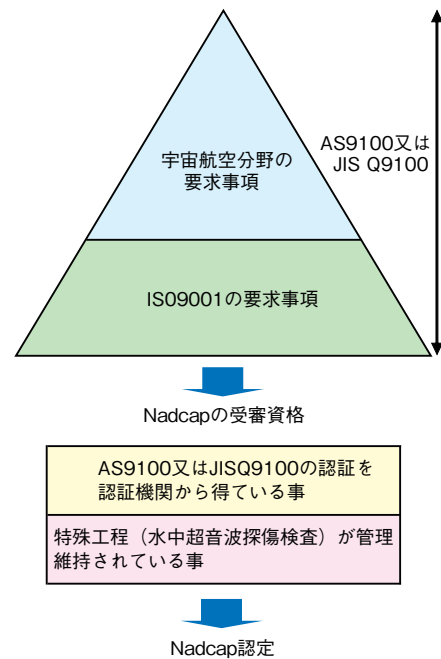 宇宙航空分野の
要求事項
AS9100又は
JIS Q9100
IS09001の要求事項
Nadcapの受審資格
AS9100又はJISQ9100の認証を
認証機関から得ている事
特殊工程（水中超音波探傷検査）が管理
維持されている事
Nadcap認定